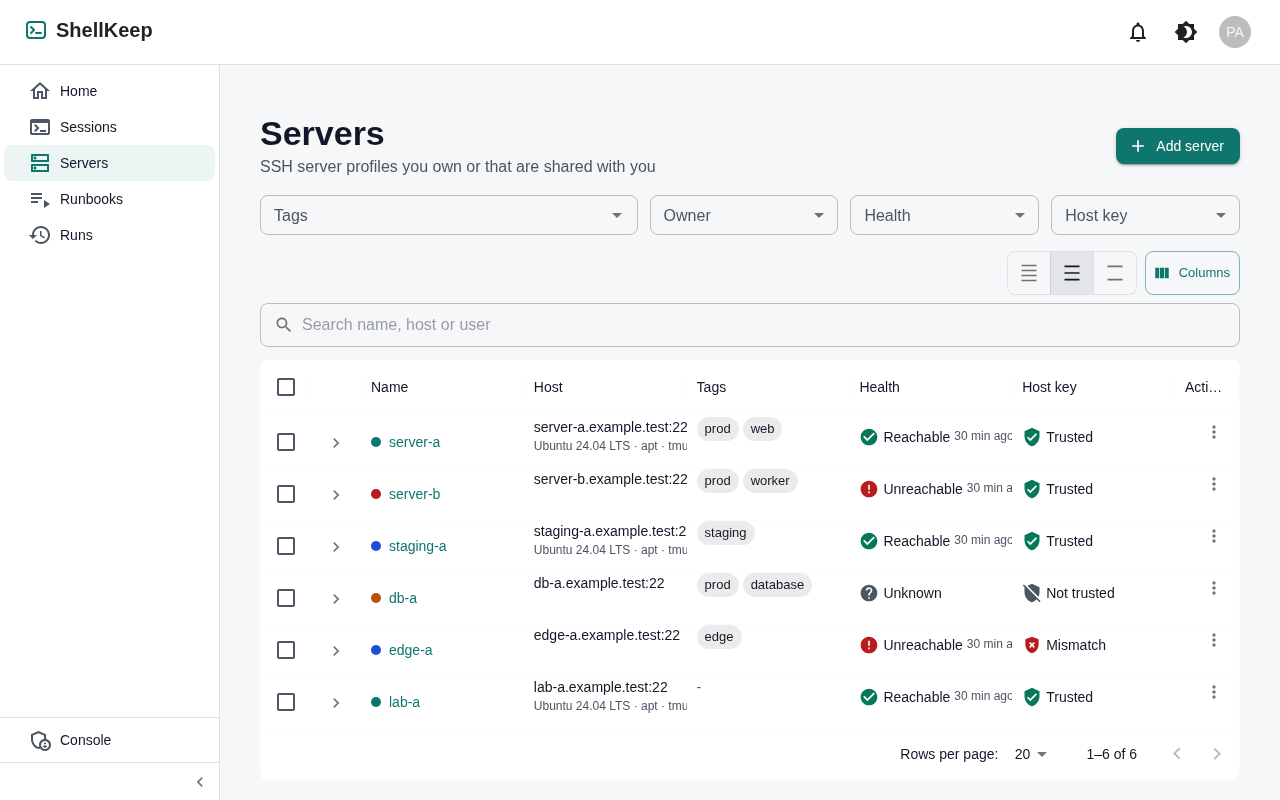 ShellKeep
PA
Home
Sessions
Servers
Runbooks
Runs
Console
Servers
SSH server profiles you own or that are shared with you
Add server
Tags
Owner
Health
Host key
Columns
Search name, host or user
Name Host Tags Health Host key Acti…
server-a server-a.example.test:22 prod web Reachable 30 min ago Trusted
Ubuntu 24.04 LTS · apt · tmu
server-b server-b.example.test:22 prod worker Unreachable 30 min a Trusted
staging-a staging-a.example.test:2 staging Reachable 30 min ago Trusted
Ubuntu 24.04 LTS · apt · tmu
db-a db-a.example.test:22 prod database Unknown Not trusted
edge-a edge-a.example.test:22 edge Unreachable 30 min a Mismatch
lab-a lab-a.example.test:22 - Reachable 30 min ago Trusted
Ubuntu 24.04 LTS · apt · tmu
Rows per page: 20 1–6 of 6